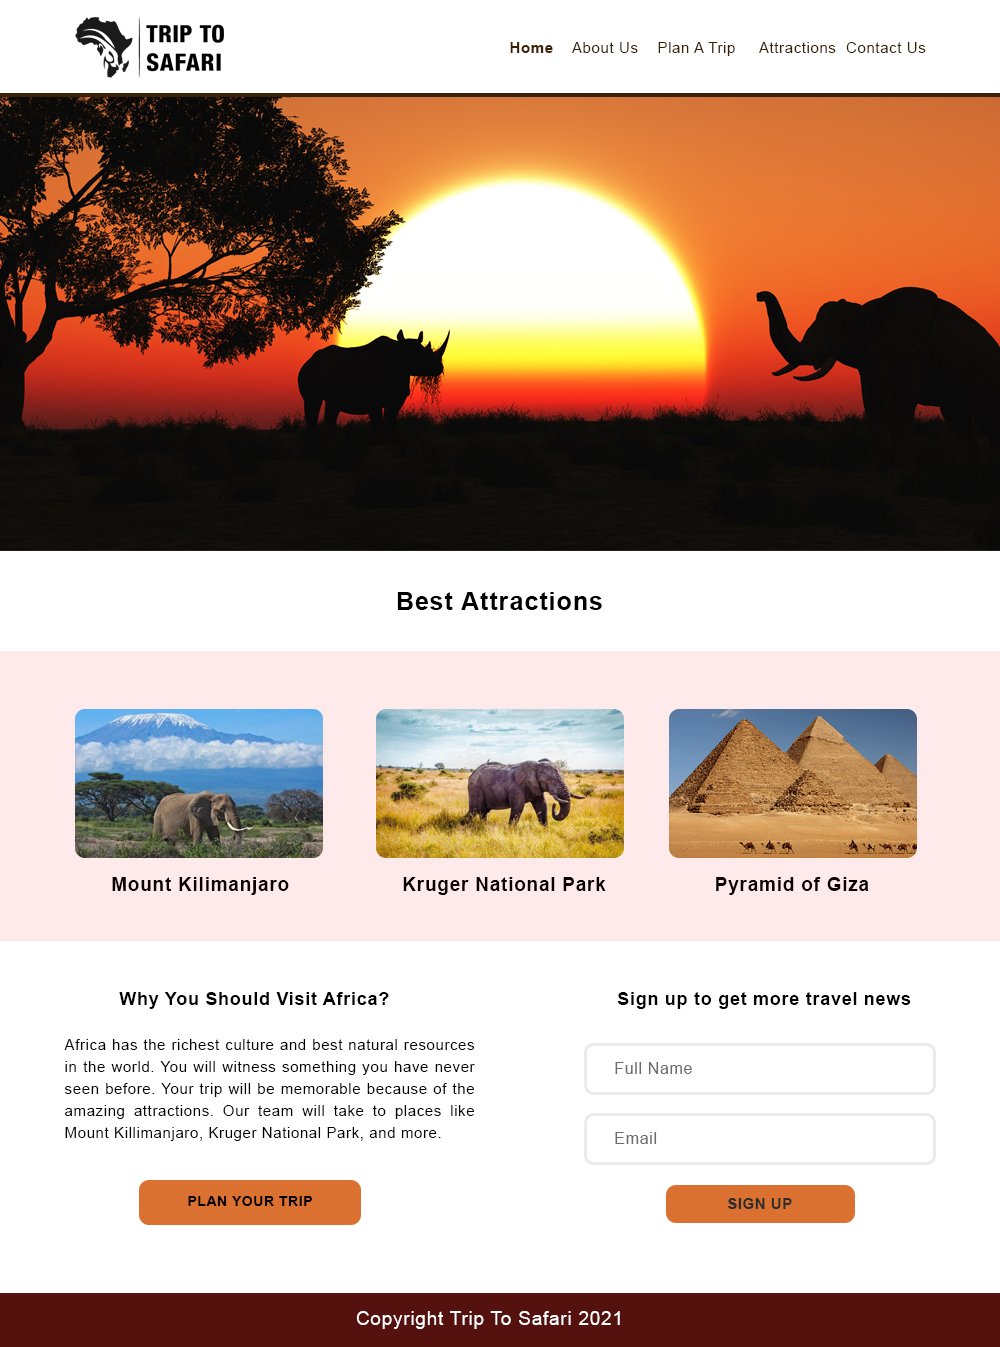 TRIP TO
SAFARI
Home About Us Plan A Trip Attractions Contact Us
Best Attractions
Mount Kilimanjaro Kruger National Park Pyramid of Giza
Why You Should Visit Africa?
Africa has the richest culture and best natural resources
in the world. You will witness something you have never
seen before. Your trip will be memorable because of the
amazing attractions. Our team will take to places like
Mount Killimanjaro, Kruger National Park, and more.
PLAN YOUR TRIP
Sign up to get more travel news
Full Name
Email
SIGN UP
Copyright Trip To Safari 2021